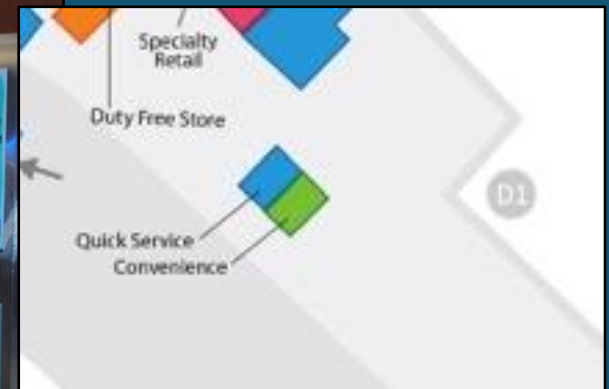 Specialty
Retail
Duty Free Store
D1
Quick Service
Convenience